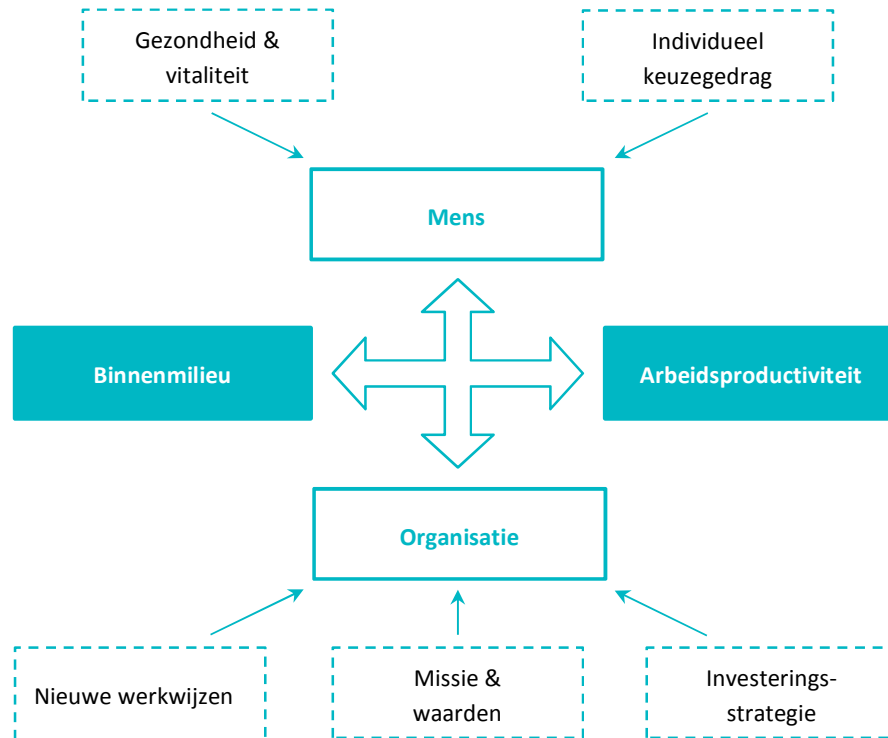 Gezondheid &
vitaliteit
Individueel
keuzegedrag
Mens
Binnenmilieu
Arbeidsproductiviteit
Organisatie
Nieuwe werkwijzen
Missie &
waarden
Investerings-
strategie